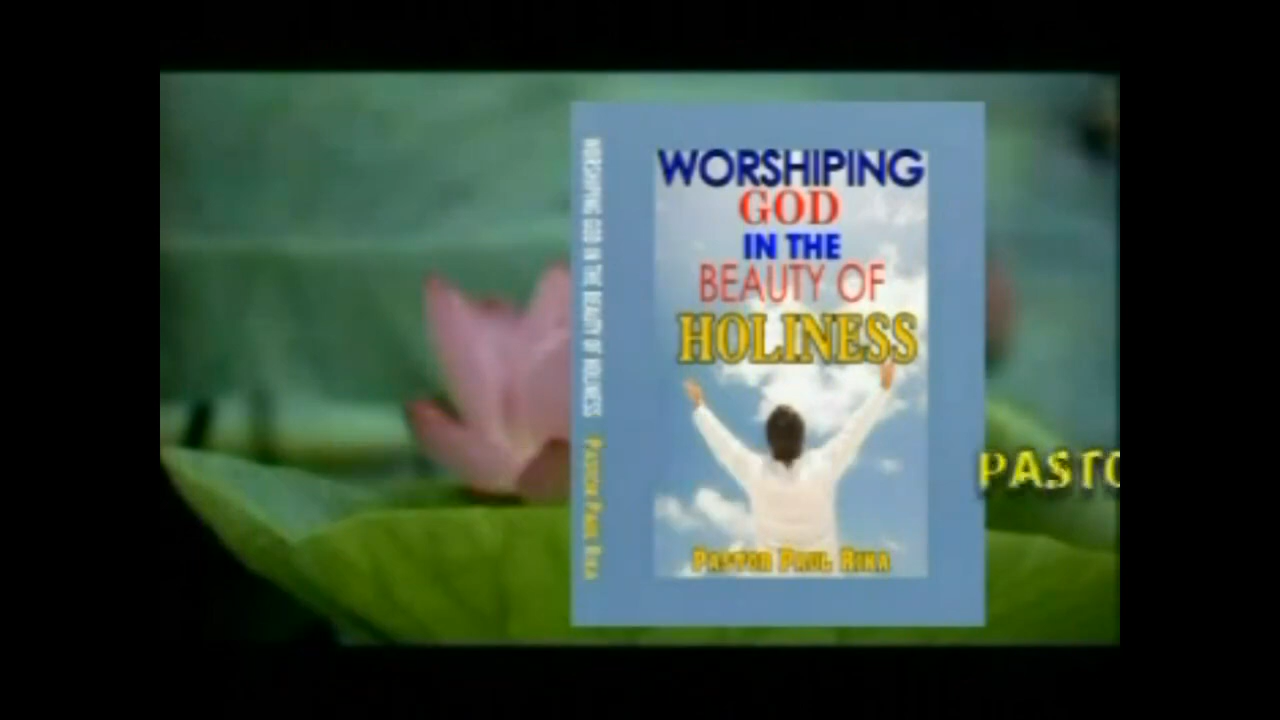 WORSHIPING GOD IN THE BEAUTY OF HOLINESS PASTOR PAUL RIKA
WORSHIPING
GOD
IN THE
BEAUTY OF
HOLINESS
PASTOR PAUL RIKA
PASTO